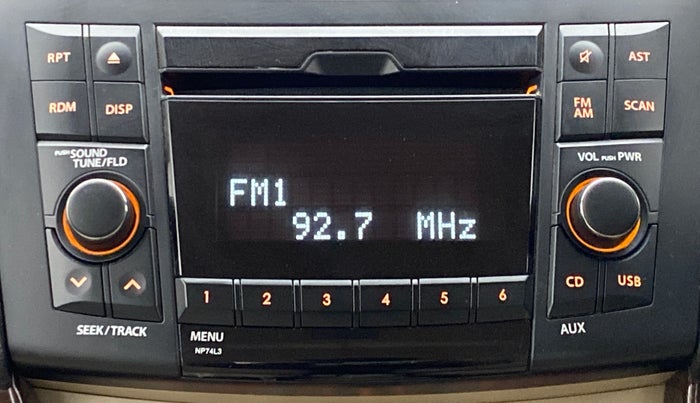 RPT
AST
RDM
DISP
FM
AM
SCAN
PUSH SOUND
TUNE/FLD
VOL PUSH PWR
FM1
92.7 MHz
CD
USB
1 2 3 4 5 6
SEEK/TRACK
MENU
AUX
NP74L3